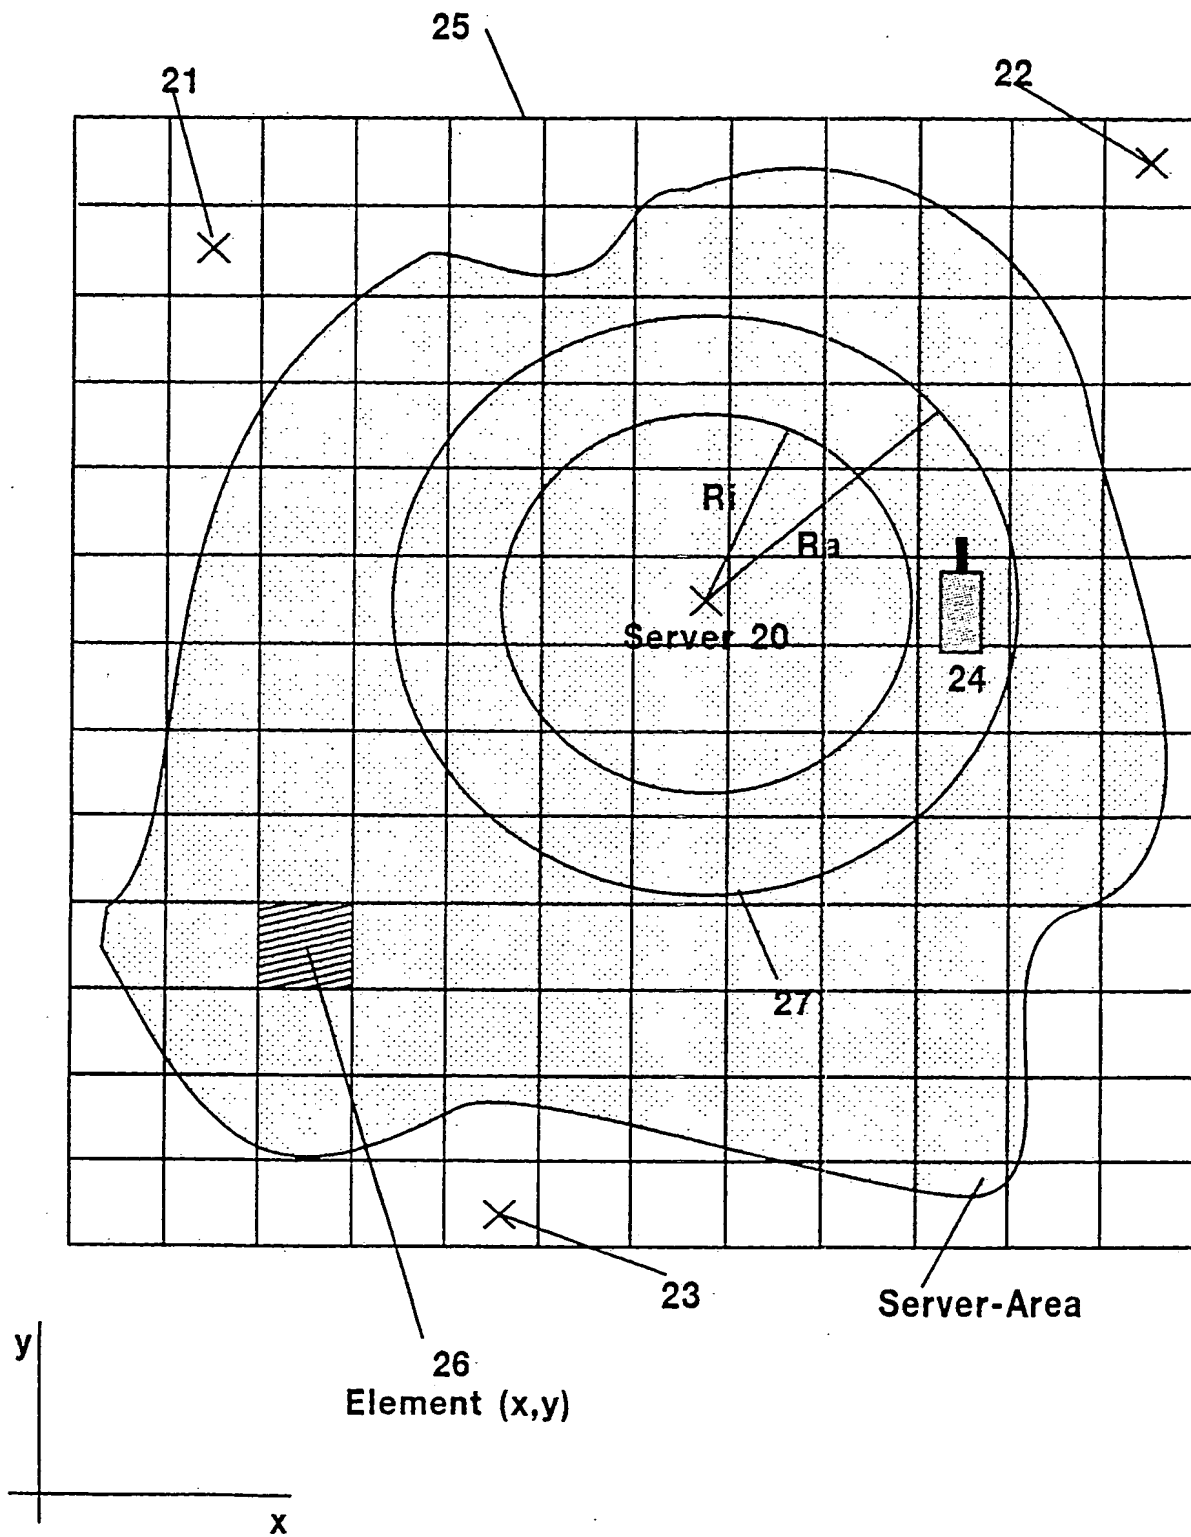 25
21
22
Ri
Ra
Server 20
24
27
23
Server-Area
y
26
Element (x,y)
x